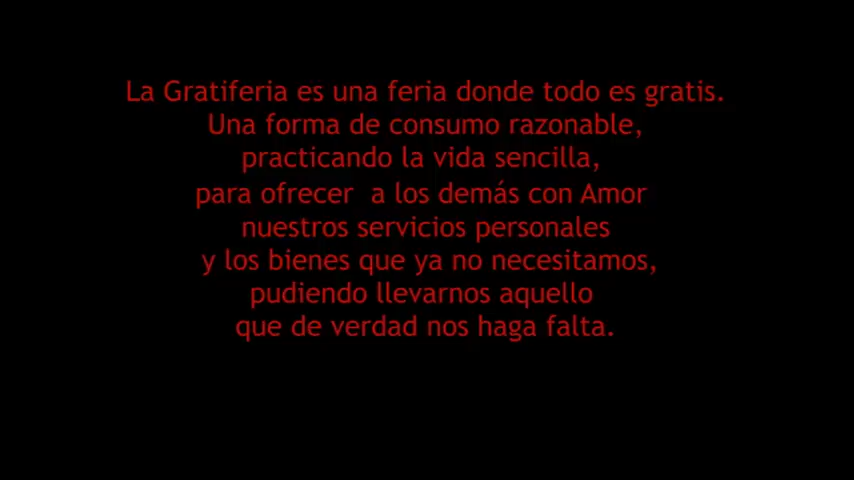 La Gratiferia es una feria donde todo es gratis.
Una forma de consumo razonable,
practicando la vida sencilla,
para ofrecer  a los demás con Amor
nuestros servicios personales
y los bienes que ya no necesitamos,
pudiendo llevarnos aquello
que de verdad nos haga falta.